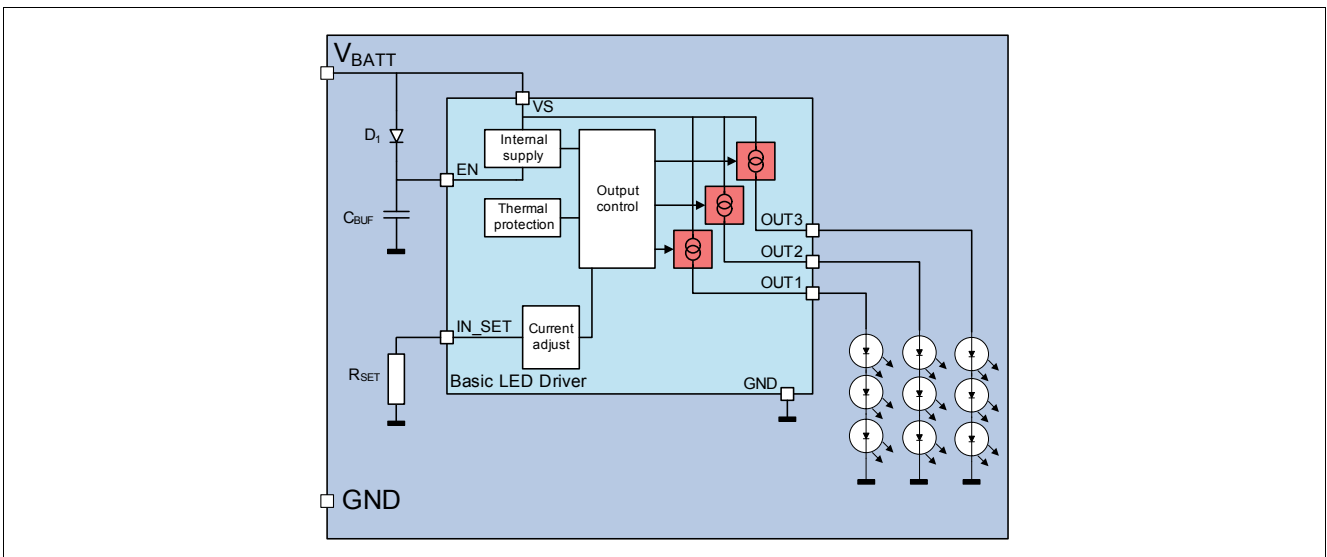 VBATT
VS
D1
Internal
supply
EN
Output
control
CBUF
Thermal
protection
OUT3
OUT2
OUT1
IN_SET
Current
adjust
RSET
Basic LED Driver
GND
GND